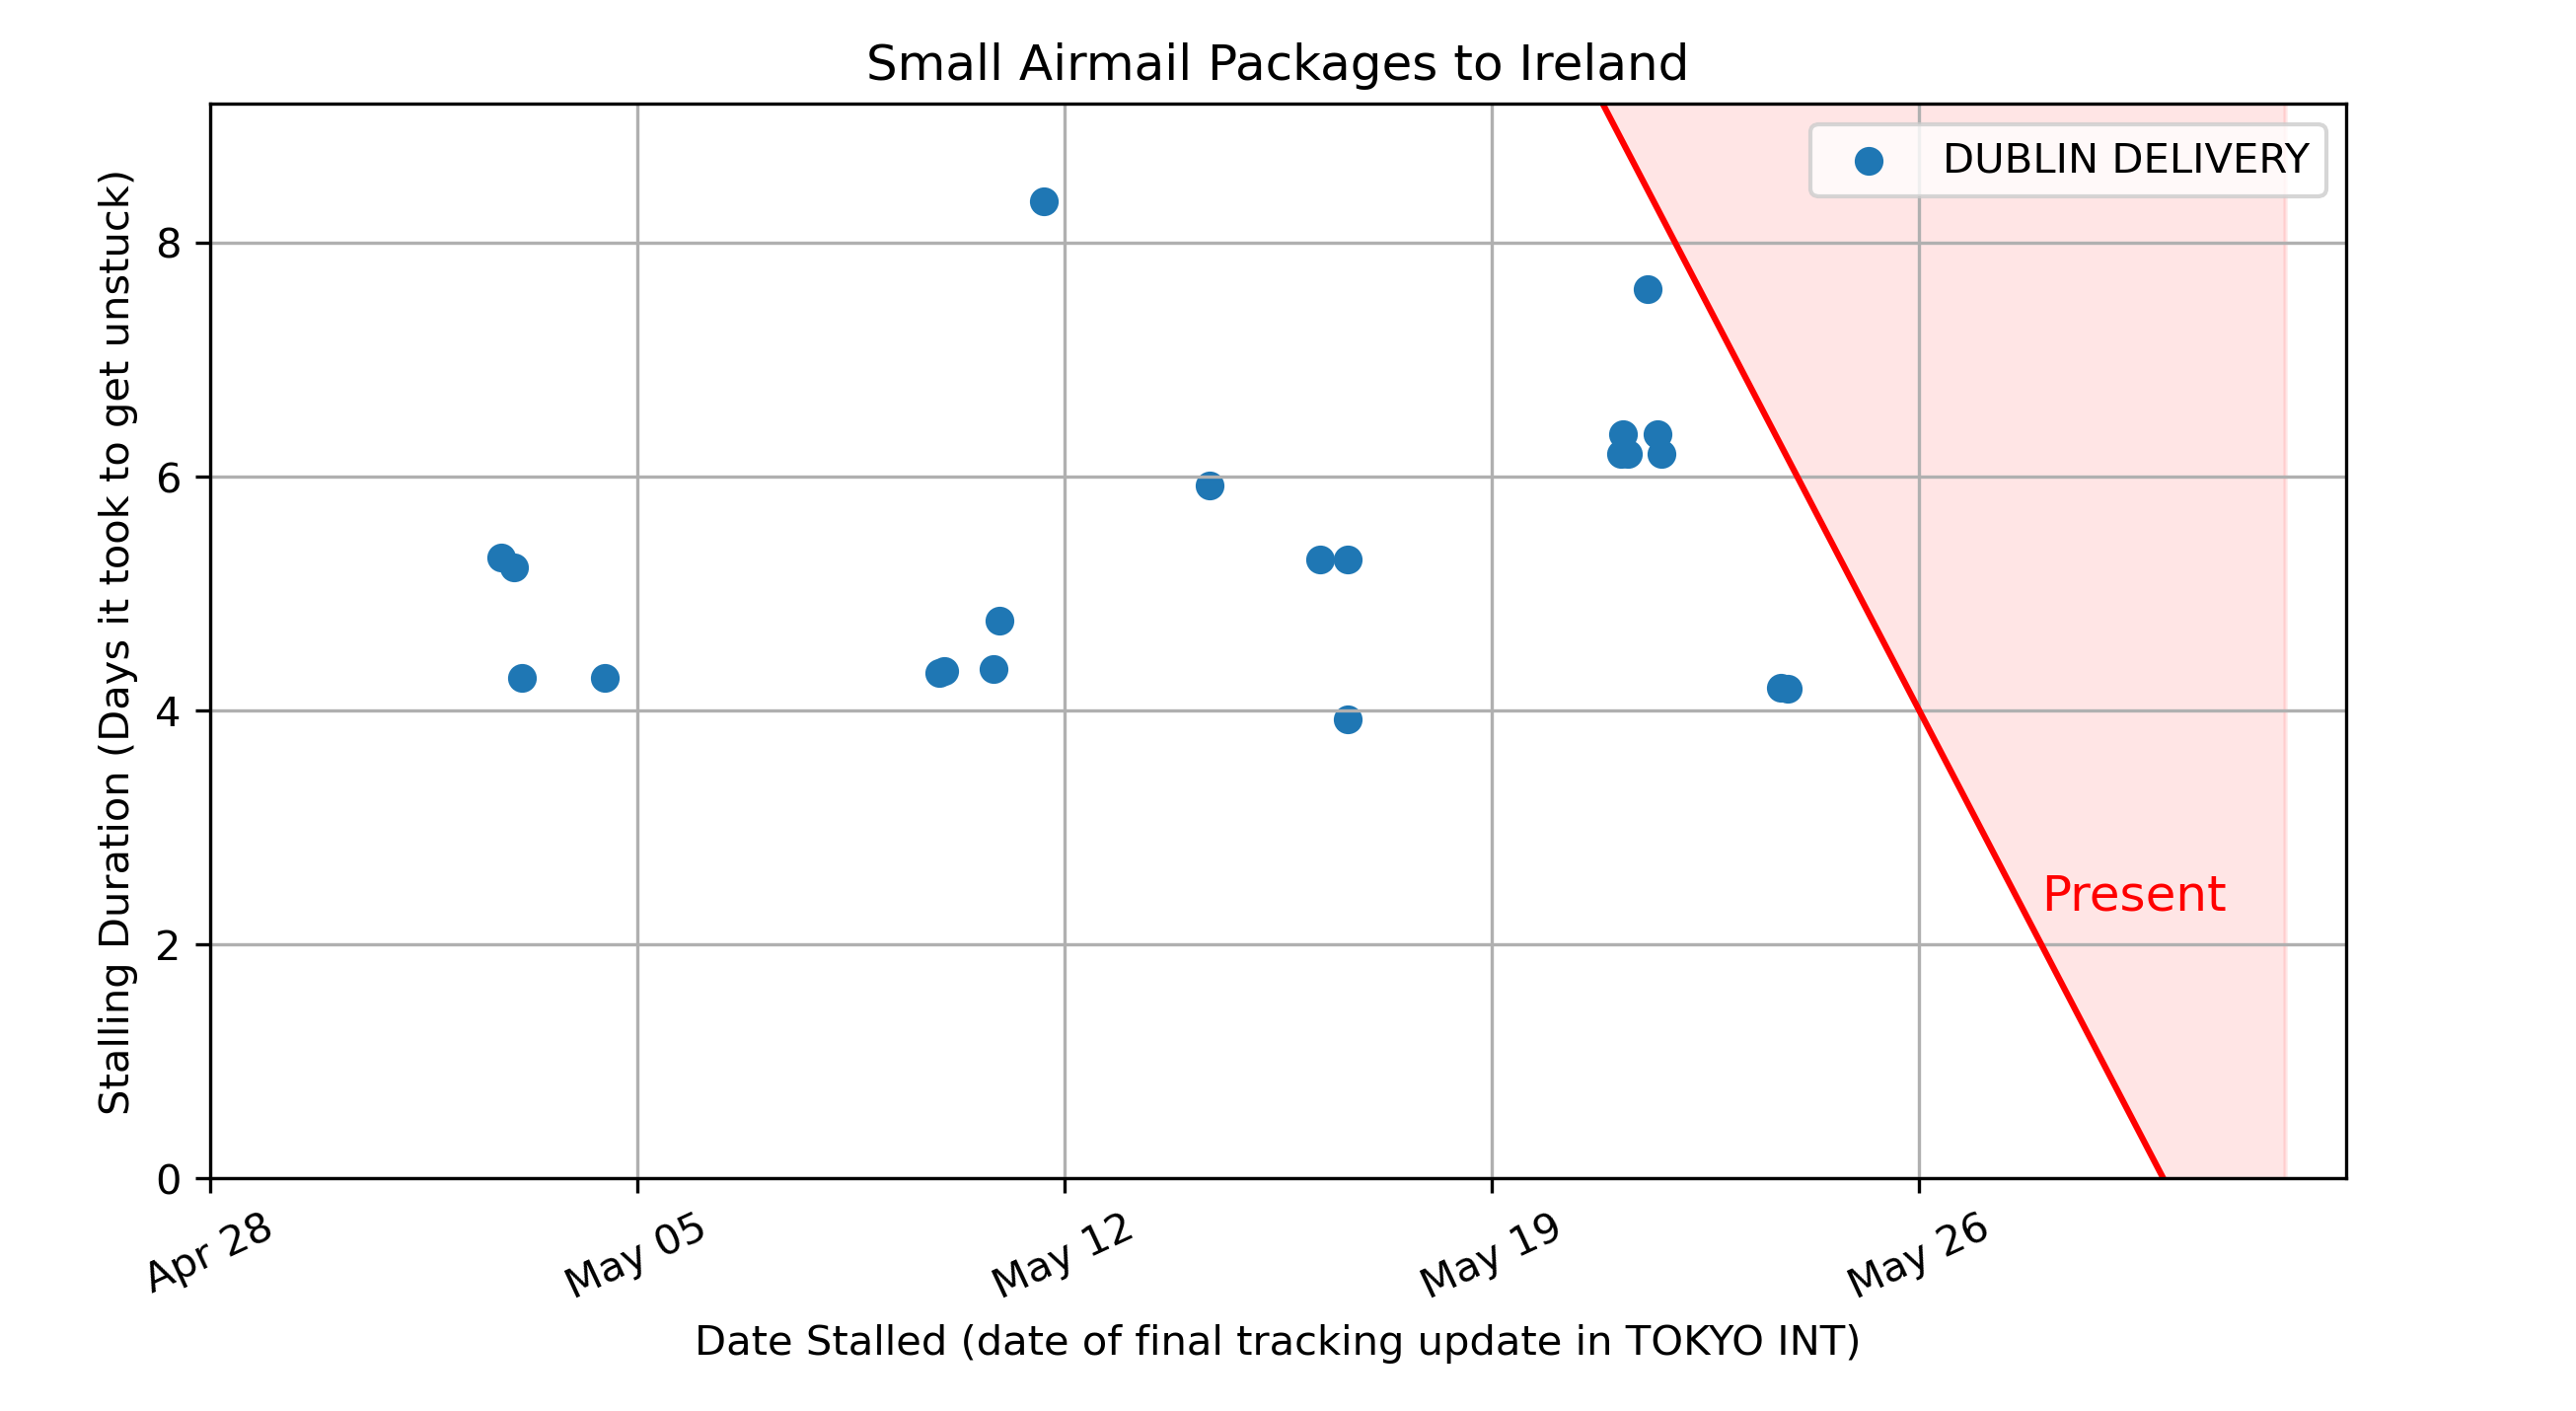 Small Airmail Packages to Ireland
DUBLIN DELIVERY
Stalling Duration (Days it took to get unstuck)
8
6
4
2
0
Present
Apr 28
May 05
May 12
May 19
May 26
Date Stalled (date of final tracking update in TOKYO INT)